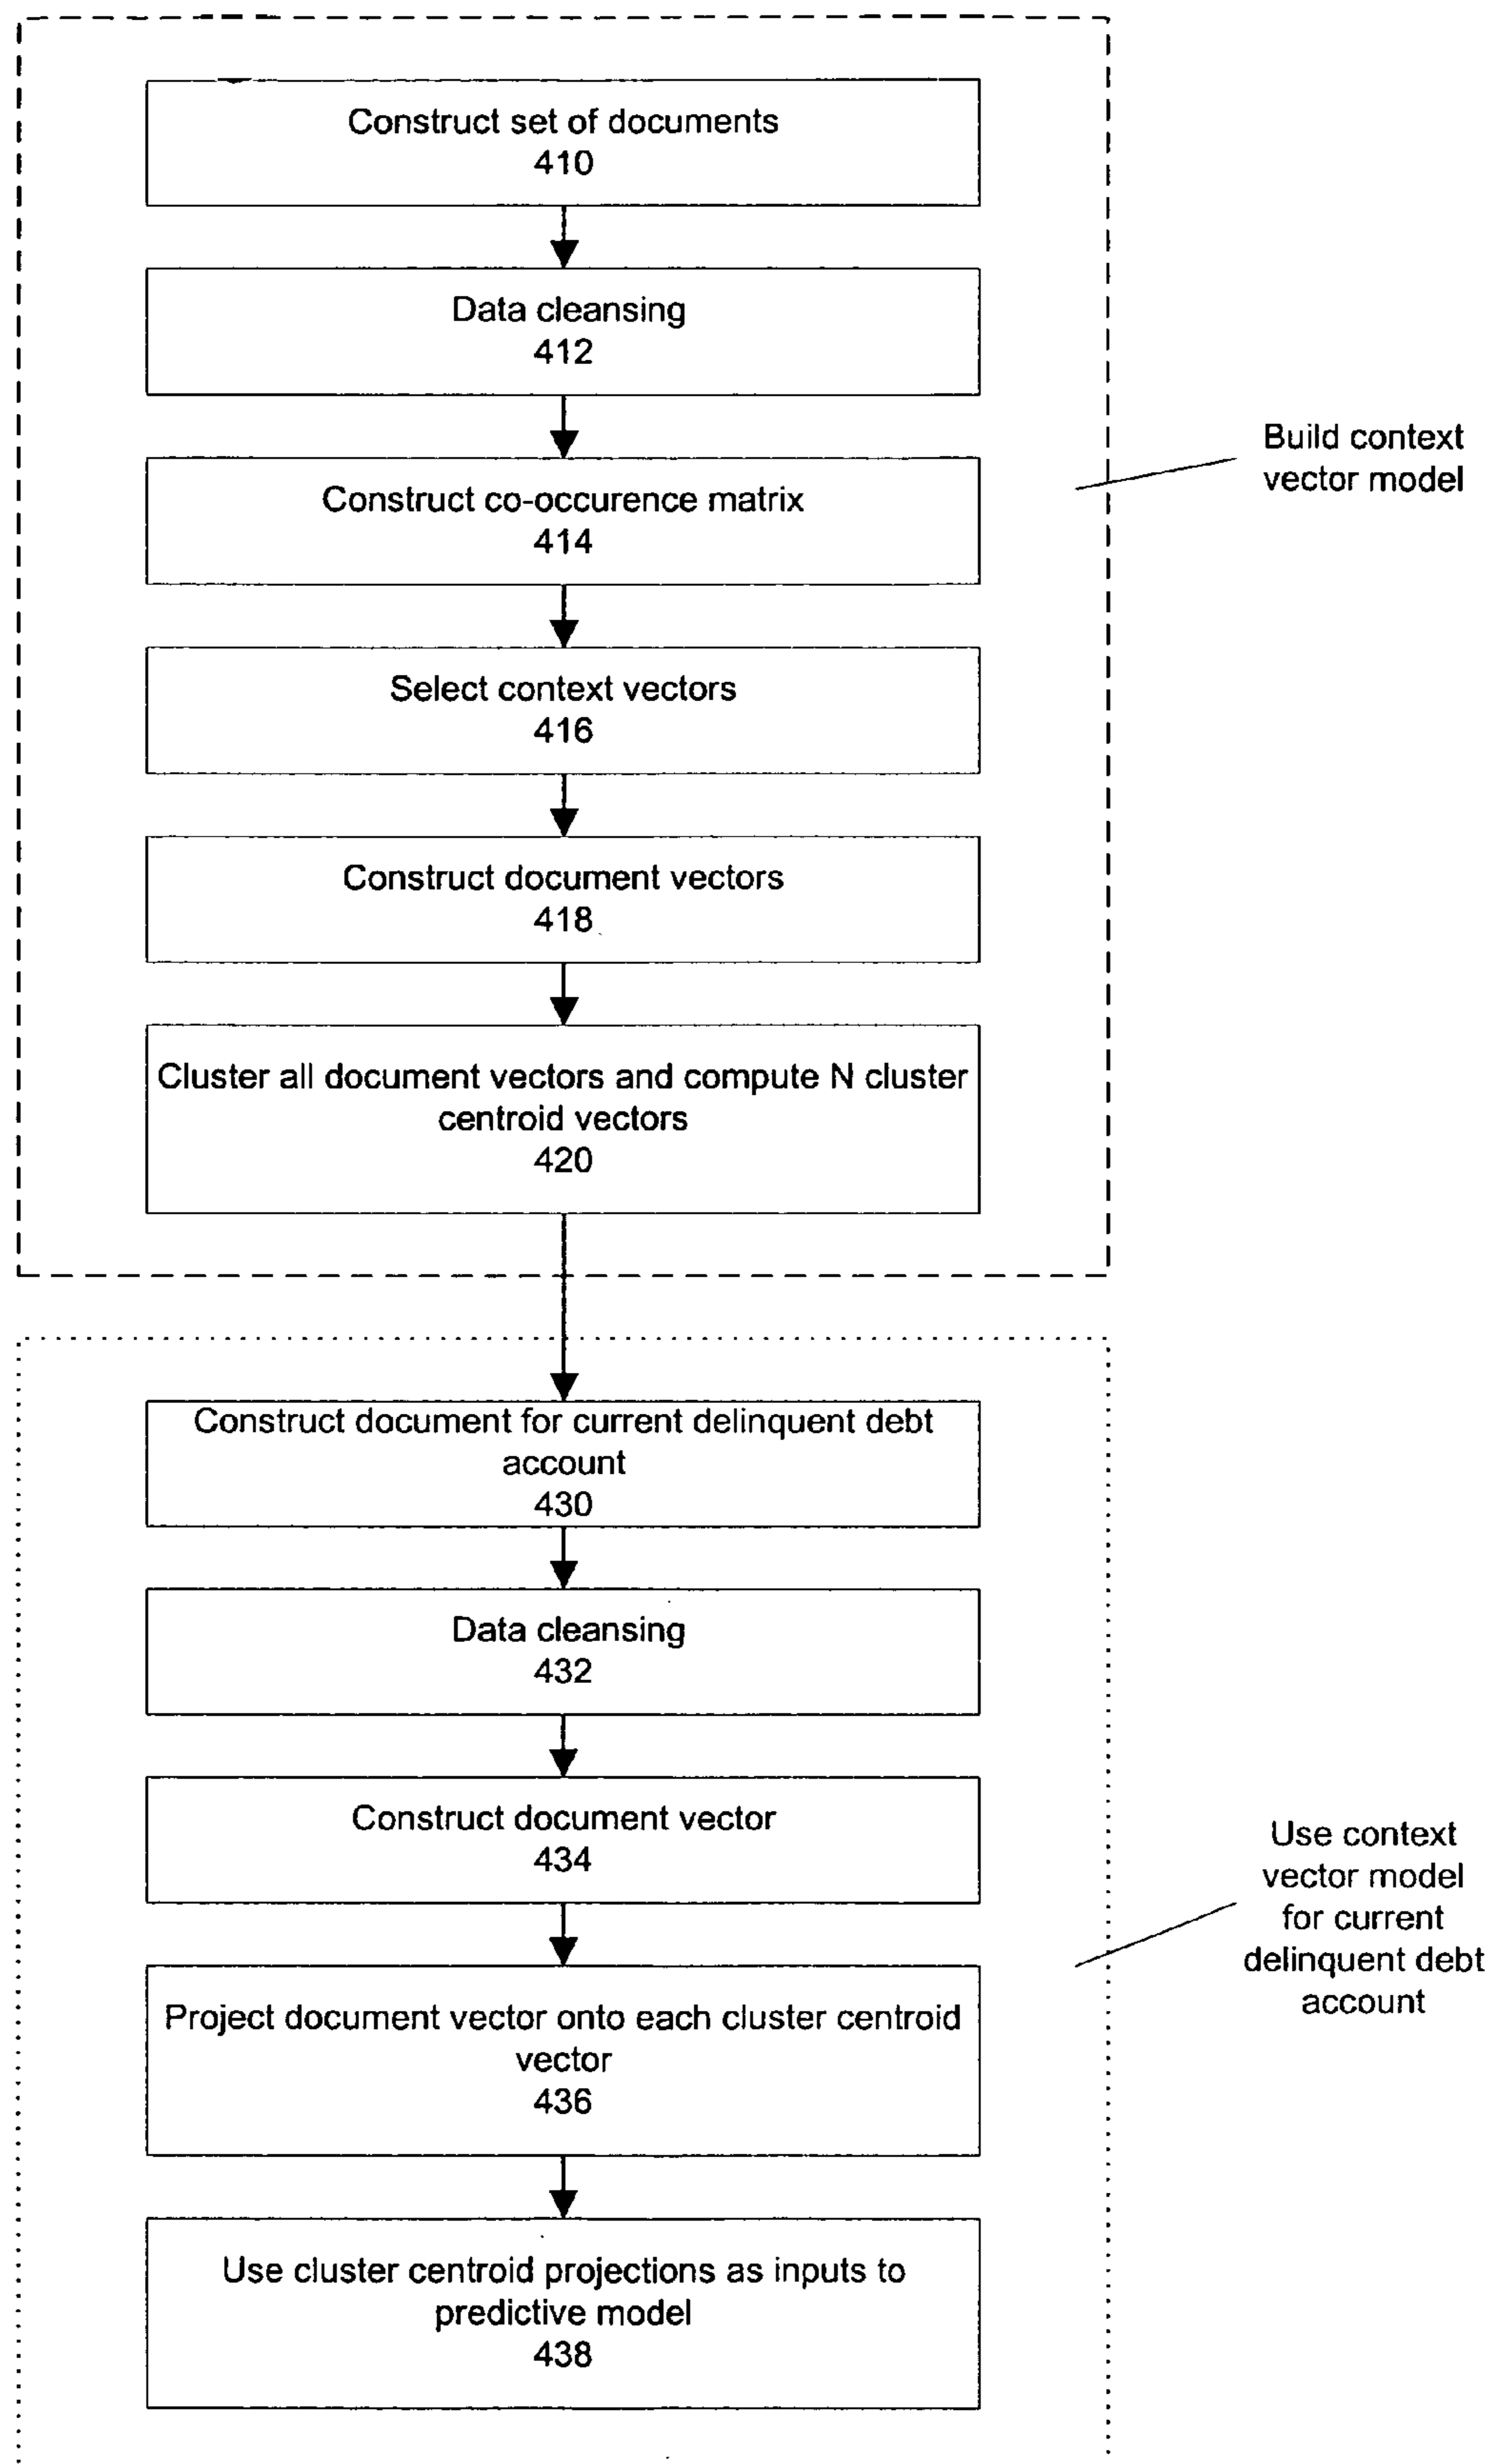 Construct set of documents
410
Data cleansing
412
Construct co-occurence matrix
414
Select context vectors
416
Construct document vectors
418
Cluster all document vectors and compute N cluster
centroid vectors
420
Build context
vector model
Construct document for current delinquent debt
account
430
Data cleansing
432
Construct document vector
434
Project document vector onto each cluster centroid
vector
436
Use cluster centroid projections as inputs to
predictive model
438
Use context
vector model
for current
delinquent debt
account